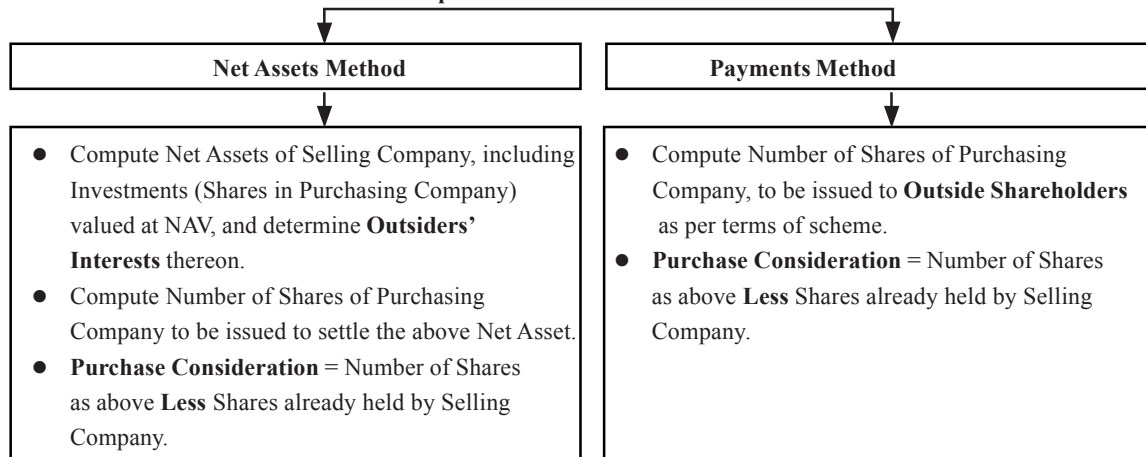 Net Assets Method
Payments Method
● Compute Net Assets of Selling Company, including
Investments (Shares in Purchasing Company)
valued at NAV, and determine Outsiders’
Interests thereon.
● Compute Number of Shares of Purchasing
Company to be issued to settle the above Net Asset.
● Purchase Consideration = Number of Shares
as above Less Shares already held by Selling
Company.
● Compute Number of Shares of Purchasing
Company, to be issued to Outside Shareholders
as per terms of scheme.
● Purchase Consideration = Number of Shares
as above Less Shares already held by Selling
Company.